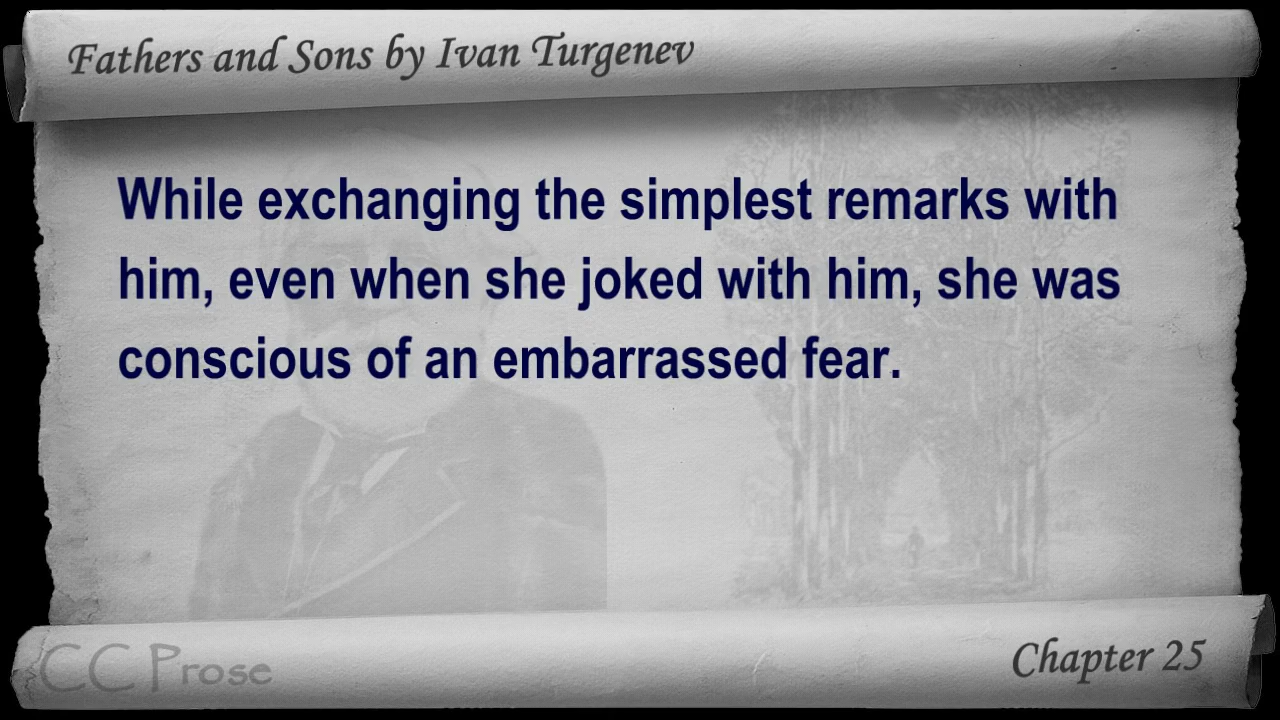 Fathers and Sons by Ivan Turgenev
While exchanging the simplest remarks with
him, even when she joked with him, she was
conscious of an embarrassed fear.
CC Prose
Chapter 25